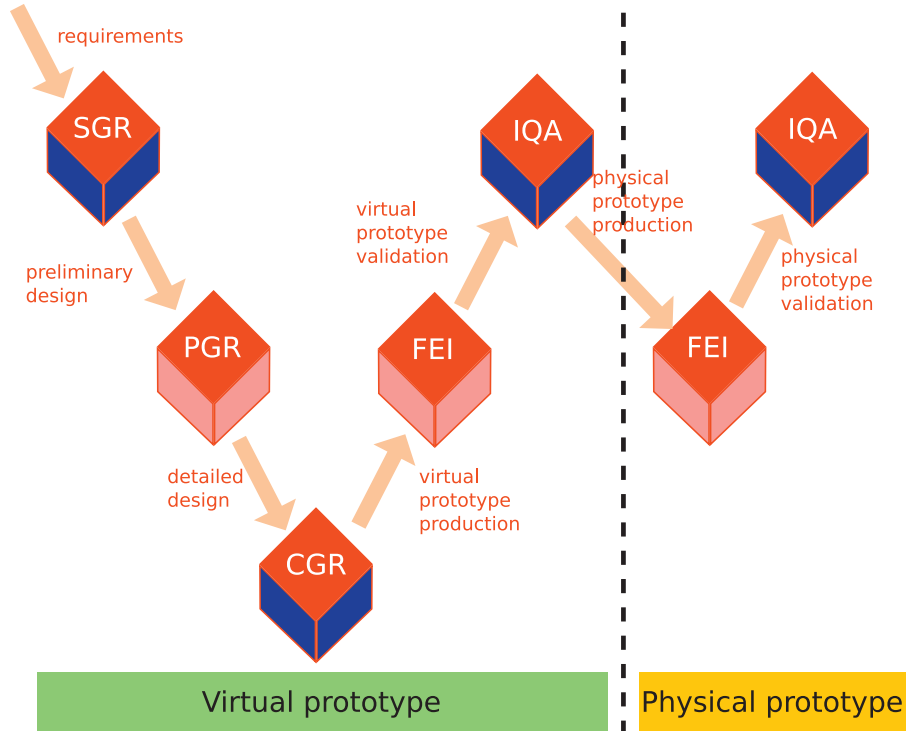 requirements
SGR
preliminary
design
PGR
detailed
design
CGR
virtual
prototype
production
FEI
virtual
prototype
validation
IQA
physical
prototype
production
FEI
physical
prototype
validation
IQA
Virtual prototype
Physical prototype